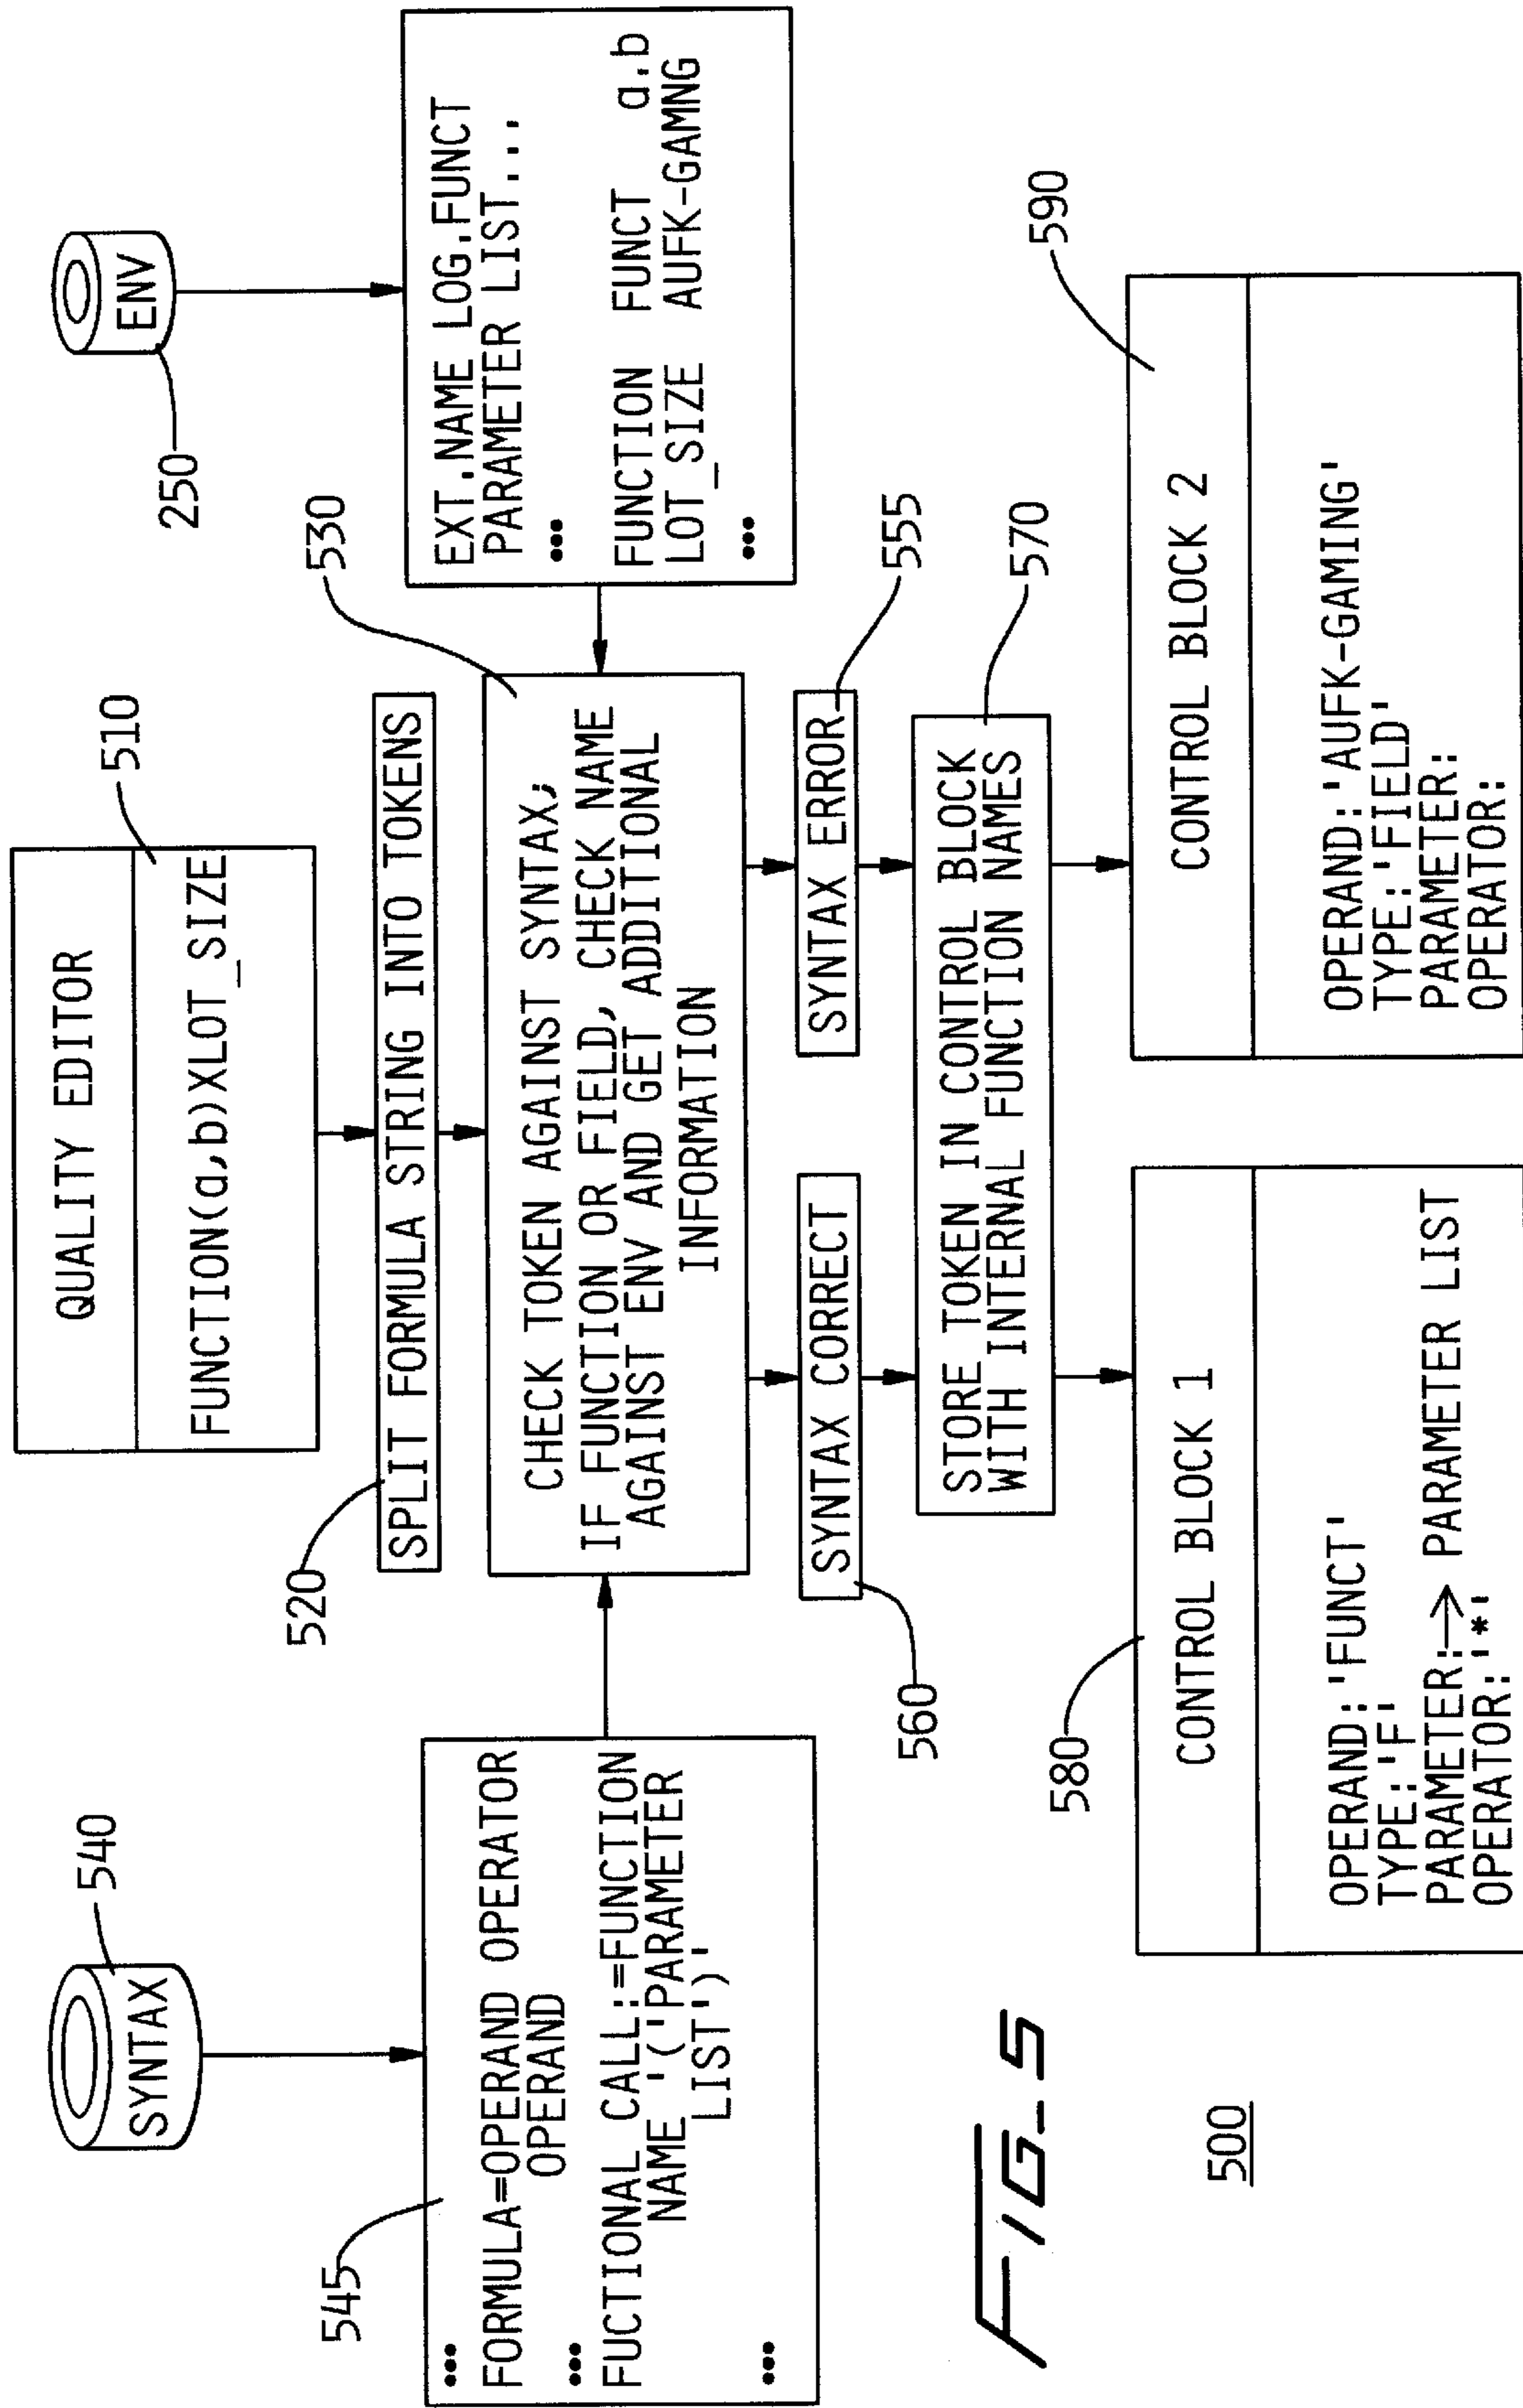 QUALITY EDITOR
510
FUNCTION(a,b)XLOT_SIZE
520
SPLIT FORMULA STRING INTO TOKENS
540
SYNTAX
545
•••
FORMULA=OPERAND OPERATOR
OPERAND
•••
FUCTIONAL CALL:=FUNCTION
NAME '('PARAMETER
LIST')'
•••
530
CHECK TOKEN AGAINST SYNTAX;
IF FUNCTION OR FIELD, CHECK NAME
AGAINST ENV AND GET ADDITIONAL
INFORMATION
ENV
250
EXT.NAME LOG.FUNCT
PARAMETER LIST...
•••
FUNCTION FUNCT a.b
LOT_SIZE AUFK-GAMNG
•••
560
SYNTAX CORRECT
SYNTAX ERROR
555
STORE TOKEN IN CONTROL BLOCK
WITH INTERNAL FUNCTION NAMES
570
580
CONTROL BLOCK 1
OPERAND:'FUNCT'
TYPE:'F'
PARAMETER:→ PARAMETER LIST
OPERATOR:'*'
590
CONTROL BLOCK 2
OPERAND:'AUFK-GAMING'
TYPE:'FIELD'
PARAMETER:
OPERATOR:
FIG_5
500